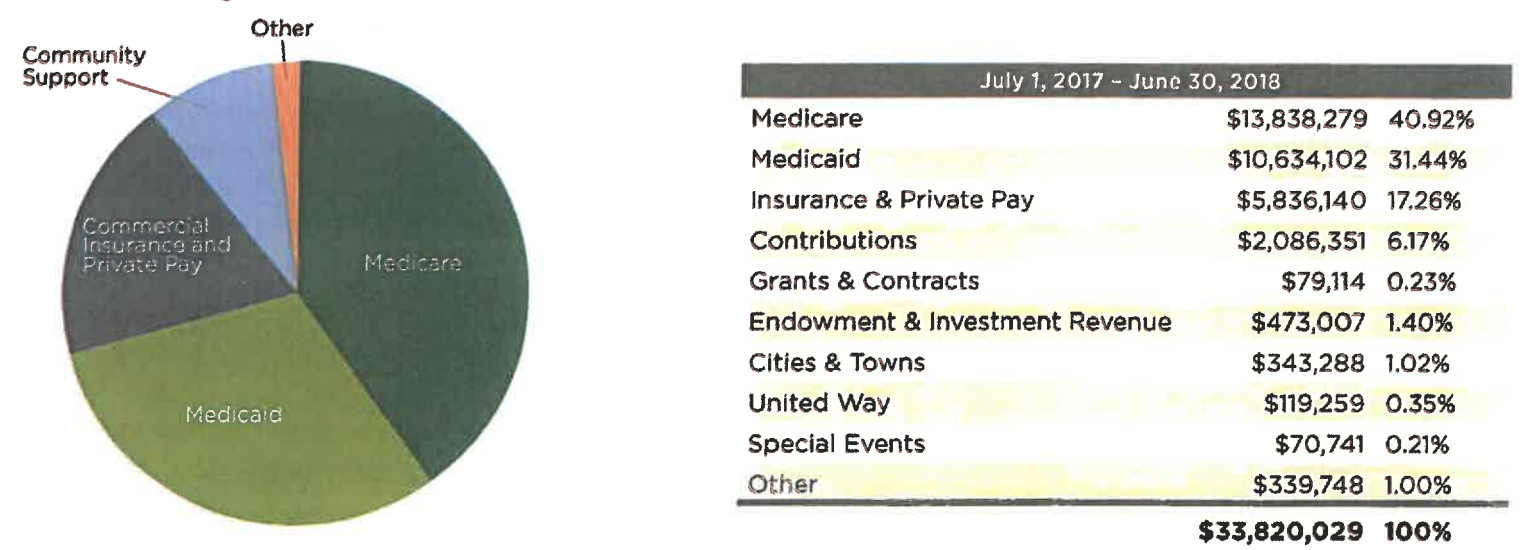 Other
Community
Support
Commercial
Insurance and
Private Pay
Medicare
Medicaid
July 1, 2017 – June 30, 2018
Medicare $13,838,279 40.92%
Medicaid $10,634,102 31.44%
Insurance & Private Pay $5,836,140 17.26%
Contributions $2,086,351 6.17%
Grants & Contracts $79,114 0.23%
Endowment & Investment Revenue $473,007 1.40%
Cities & Towns $343,288 1.02%
United Way $119,259 0.35%
Special Events $70,741 0.21%
Other $339,748 1.00%
$33,820,029 100%